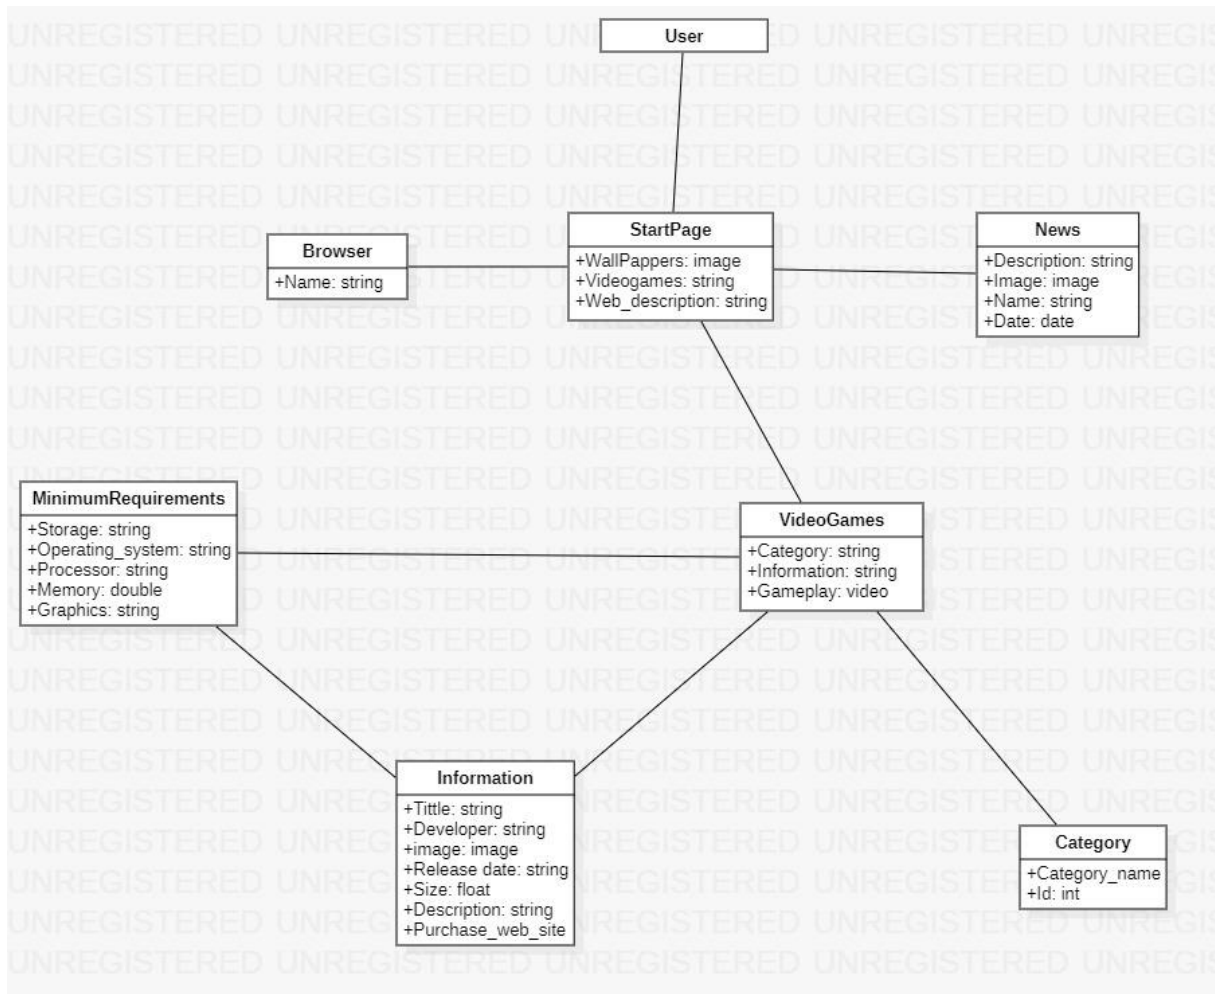 User
StartPage
+WallPappers: image
+Videogames: string
+Web_description: string
Browser
+Name: string
News
+Description: string
+Image: image
+Name: string
+Date: date
MinimumRequirements
+Storage: string
+Operating_system: string
+Processor: string
+Memory: double
+Graphics: string
VideoGames
+Category: string
+Information: string
+Gameplay: video
Information
+Tittle: string
+Developer: string
+image: image
+Release date: string
+Size: float
+Description: string
+Purchase_web_site
Category
+Category_name
+Id: int
UNREGISTERED